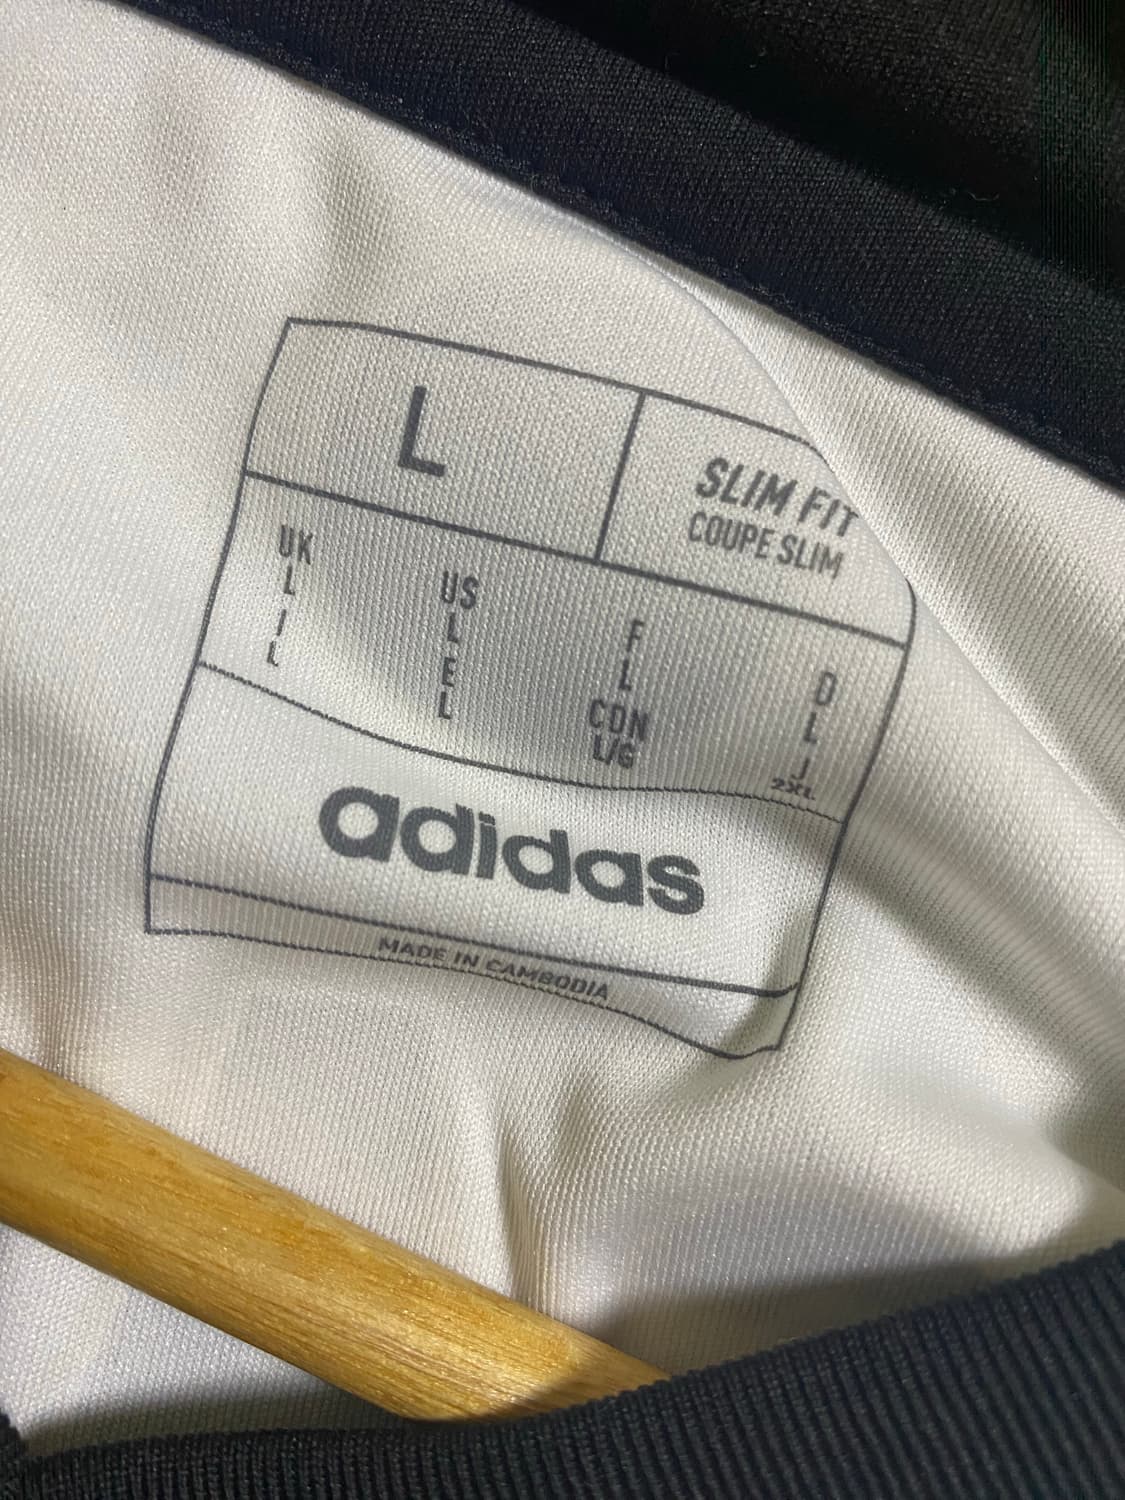 L
SLIM FIT
COUPE SLIM
UK US F D
L L L L
I E CDN J
L L L/G 2XL
adidas
MADE IN CAMBODIA